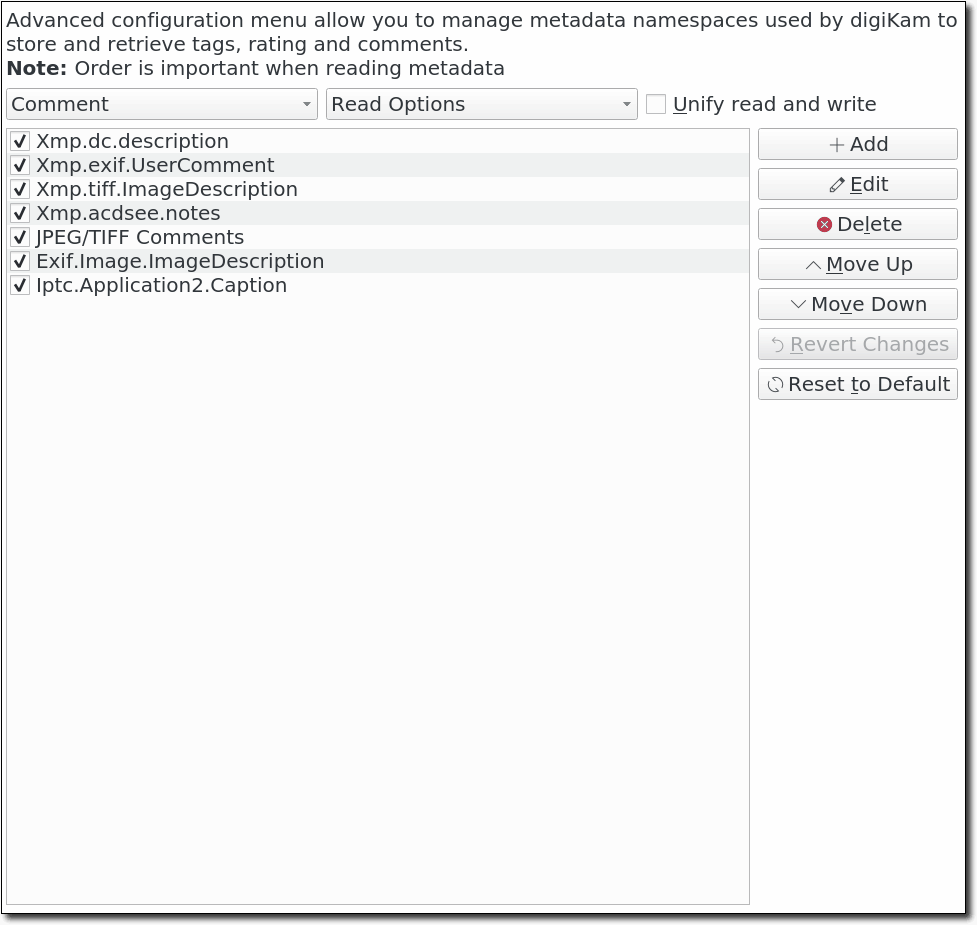 Advanced configuration menu allow you to manage metadata namespaces used by digiKam to
store and retrieve tags, rating and comments.
Note: Order is important when reading metadata
Comment Read Options Unify read and write
Xmp.dc.description
Xmp.exif.UserComment
Xmp.tiff.ImageDescription
Xmp.acdsee.notes
JPEG/TIFF Comments
Exif.Image.ImageDescription
Iptc.Application2.Caption
Add
Edit
Delete
Move Up
Move Down
Revert Changes
Reset to Default